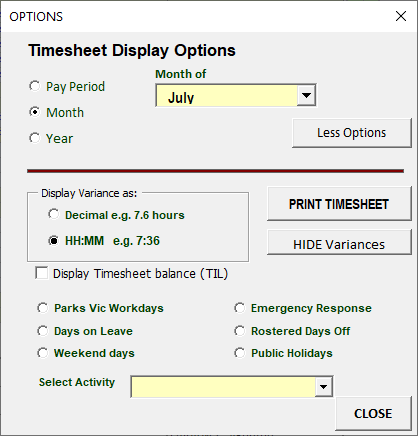 OPTIONS
Timesheet Display Options
Month of
Pay Period
July
Month
Year
Less Options
Display Variance as:
Decimal e.g. 7.6 hours
HH:MM e.g. 7:36
PRINT TIMESHEET
HIDE Variances
Display Timesheet balance (TIL)
Parks Vic Workdays
Emergency Response
Days on Leave
Rostered Days Off
Weekend days
Public Holidays
Select Activity
CLOSE